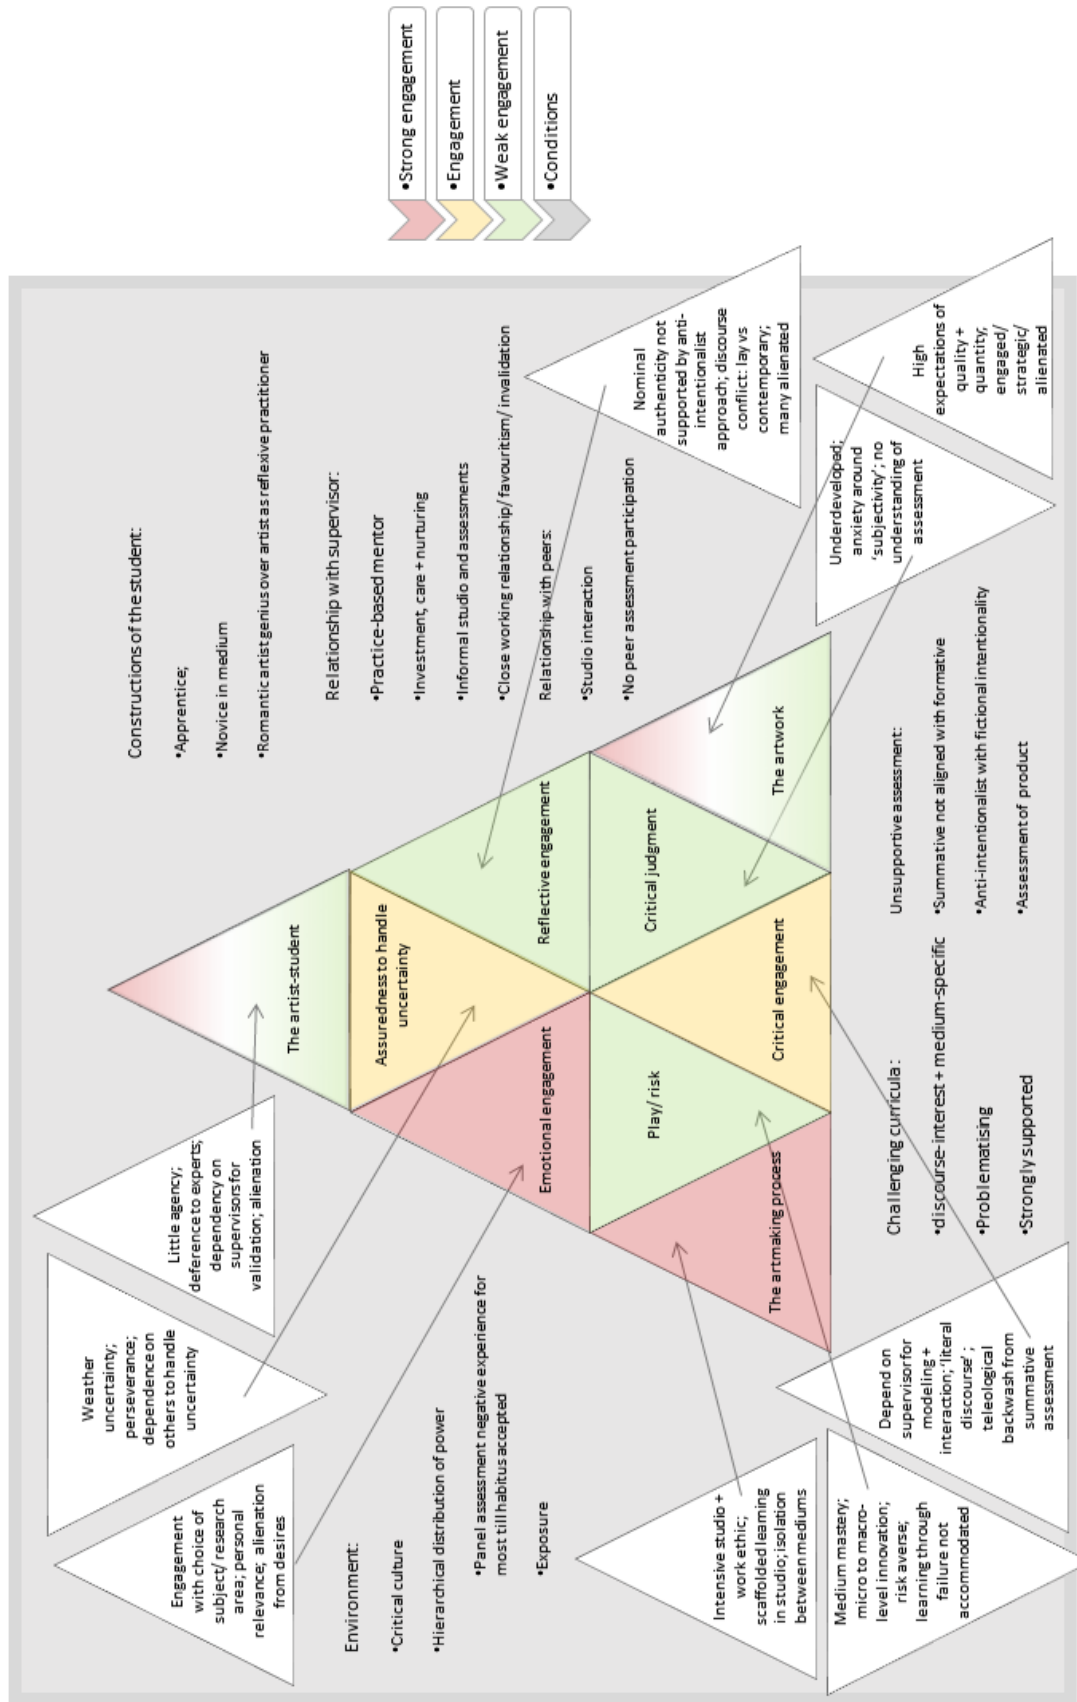 •Strong engagement
•Engagement
•Weak engagement
•Conditions
Constructions of the student:
•Apprentice;
•Novice in medium
•Romantic artist genius over artist as reflexive practitioner
Relationship with supervisor:
•Practice-based mentor
•Investment, care + nurturing
•Informal studio and assessments
•Close working relationship/ favouritism/ invalidation
Relationship with peers:
•Studio interaction
•No peer assessment participation
Nominal
authenticity not
supported by anti-
intentionalist
approach; discourse
conflict: lay vs
contemporary;
many alienated
High
expectations of
quality +
quantity;
engaged/
strategic/
alienated
Underdeveloped;
anxiety around
‘subjectivity’; no
understanding of
assessment
Little agency;
deference to experts;
dependency on
supervisors for
validation; alienation
Weather
uncertainty;
perseverance;
dependence on
others to handle
uncertainty
Engagement
with choice of
subject/ research
area; personal
relevance; alienation
from desires
The artist-student
Assuredness to handle
uncertainty
Emotional engagement
Reflective engagement
Play/ risk
Critical judgment
The artmaking process
Critical engagement
The artwork
Environment:
•Critical culture
•Hierarchical distribution of power
•Panel assessment negative experience for
most till habitus accepted
•Exposure
Intensive studio +
work ethic;
scaffolded learning
in studio; isolation
between mediums
Medium mastery;
micro to macro-
level innovation;
risk averse;
learning through
failure not
accommodated
Depend on
supervisor for
modeling +
interaction; ‘literal
discourse’ ;
teleological
backwash from
summative
assessment
Challenging curricula:
•discourse-interest + medium-specific
•Problematising
•Strongly supported
Unsupportive assessment:
•Summative not aligned with formative
•Anti-intentionalist with fictional intentionality
•Assessment of product